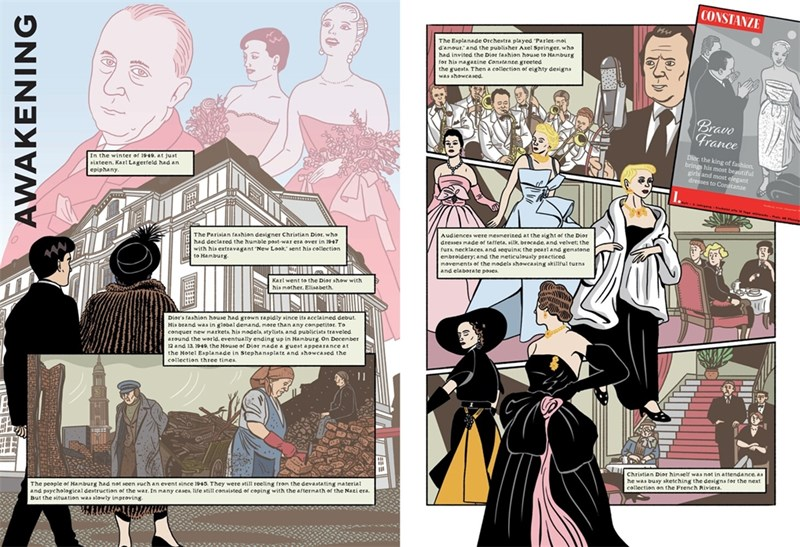 AWAKENING
In the winter of 1949, at just
sixteen, Karl Lagerfeld had an
epiphany.
The Parisian fashion designer Christian Dior, who
had declared the humble post-war era over in 1947
with his extravagant "New Look," sent his collection
to Hamburg.
Karl went to the Dior show with
his mother, Elisabeth.
Dior's fashion house had grown rapidly since its acclaimed debut.
His brand was in global demand, more than any competitor. To
conquer new markets, his models, stylists, and publicists traveled
around the world, eventually ending up in Hamburg. On December
12 and 13, 1949, the House of Dior made a guest appearance at
the Hotel Esplanade in Stephansplatz and showcased the
collection three times.
The people of Hamburg had not seen such an event since 1945. They were still reeling from the devastating material
and psychological destruction of the war. In many cases, life still consisted of coping with the aftermath of the Nazi era.
But the situation was slowly improving.
The Esplanade Orchestra played "Parlez-moi
d'amour," and the publisher Axel Springer, who
had invited the Dior fashion house to Hamburg
for his magazine Constanze, greeted
the guests. Then a collection of eighty designs
was showcased.
CONSTANZE
Bravo
France
Dior, the king of fashion,
brings his most beautiful
girls and most elegant
dresses to Constanze
Audiences were mesmerized at the sight of the Dior
dresses made of taffeta, silk, brocade, and velvet; the
furs, necklaces, and sequins; the pearl and gemstone
embroidery; and the meticulously practiced
movements of the models showcasing skillful turns
and elaborate poses.
Christian Dior himself was not in attendance, as
he was busy sketching the designs for the next
collection on the French Riviera.